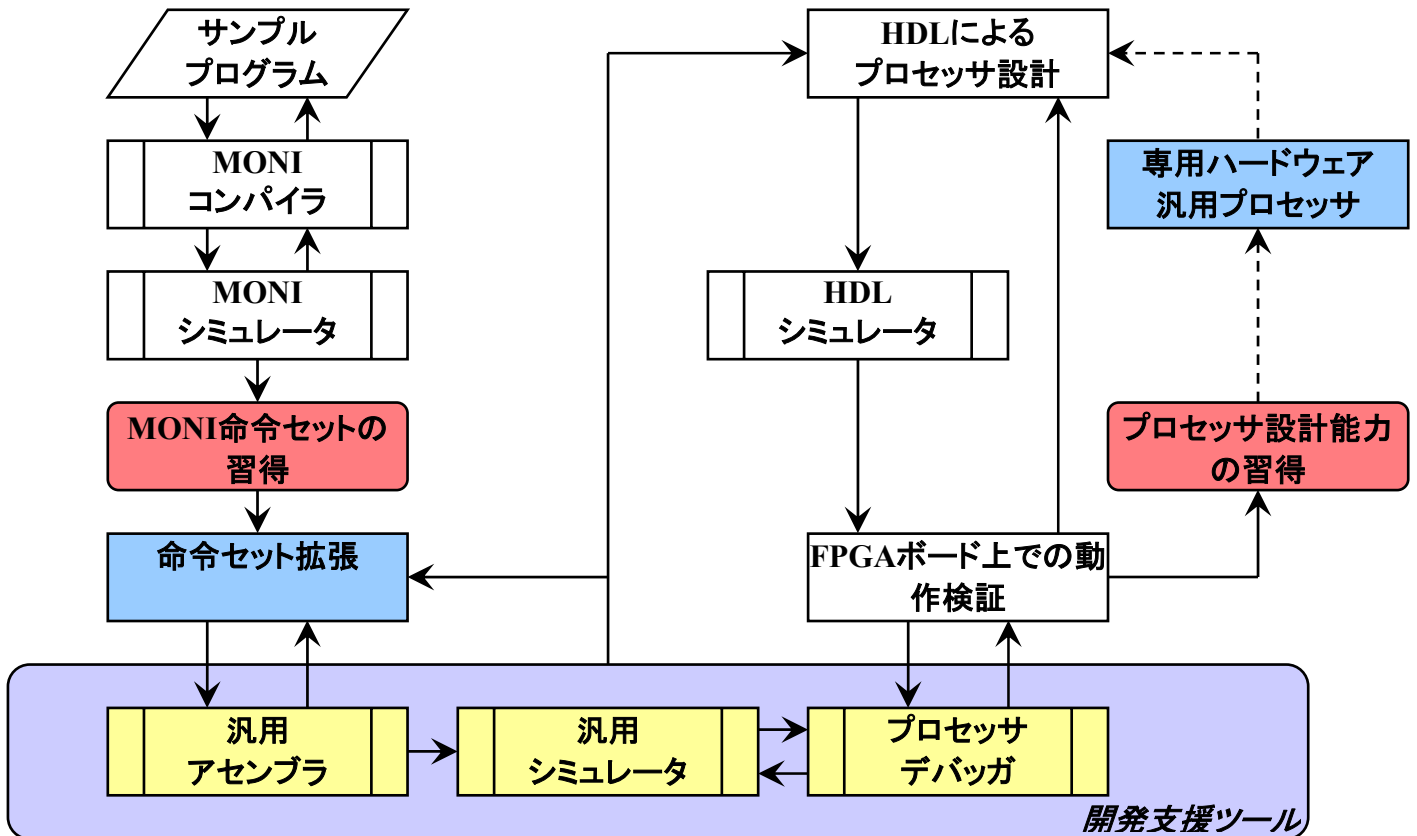 サンプル
プログラム
MONI
コンパイラ
MONI
シミュレータ
MONI命令セットの
習得
命令セット拡張
HDLによる
プロセッサ設計
HDL
シミュレータ
FPGAボード上での動
作検証
専用ハードウェア
汎用プロセッサ
プロセッサ設計能力
の習得
汎用
アセンブラ
汎用
シミュレータ
プロセッサ
デバッガ
開発支援ツール